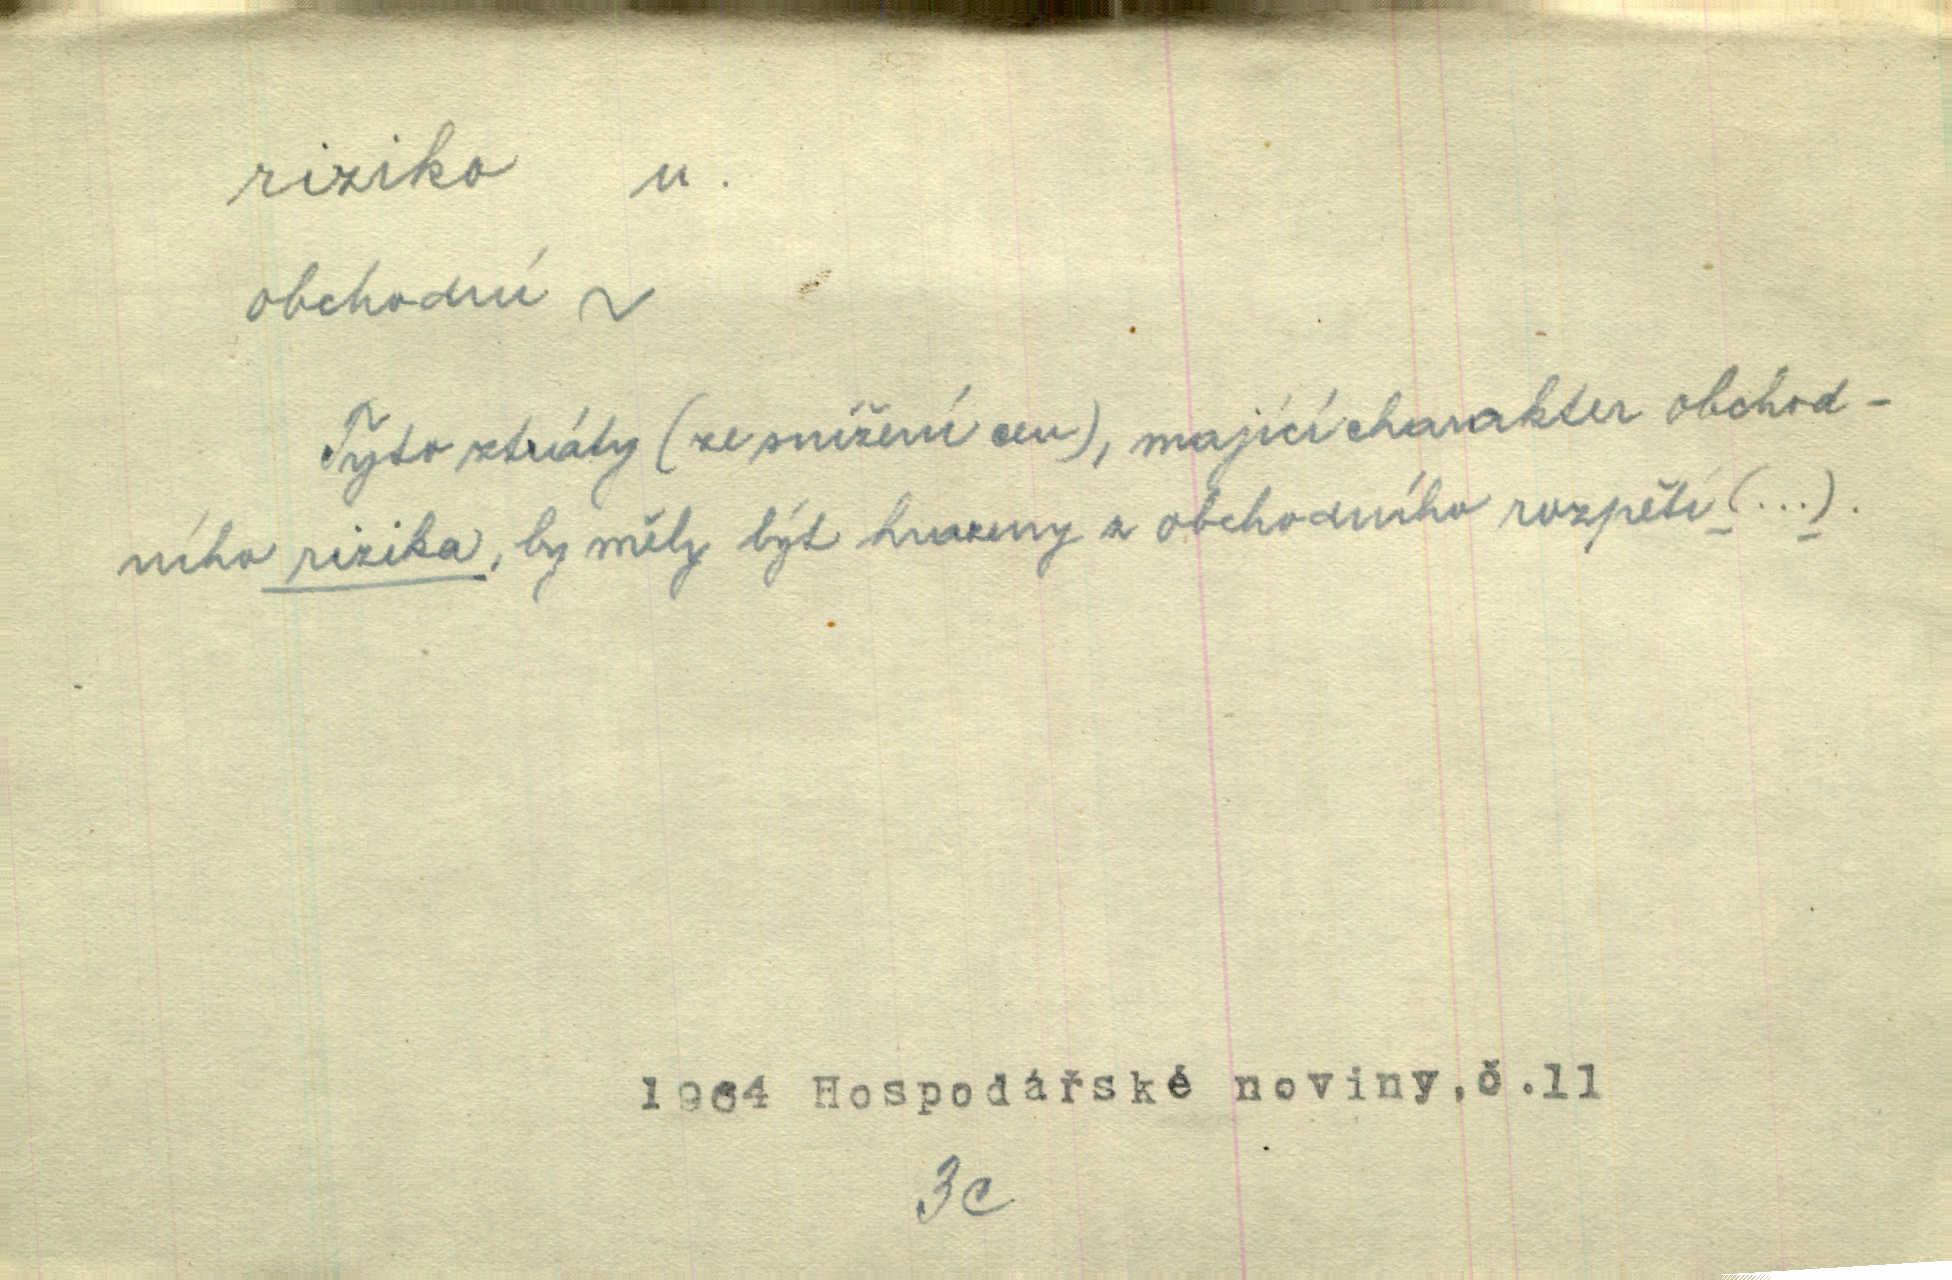 riziko n.
obchodní ~
Tyto ztráty (ze snížení cen), mající charakter obchod-
ního rizika, by měly být hrazeny z obchodního rozpětí (...).
1964 Hospodářské noviny, č.11
3c